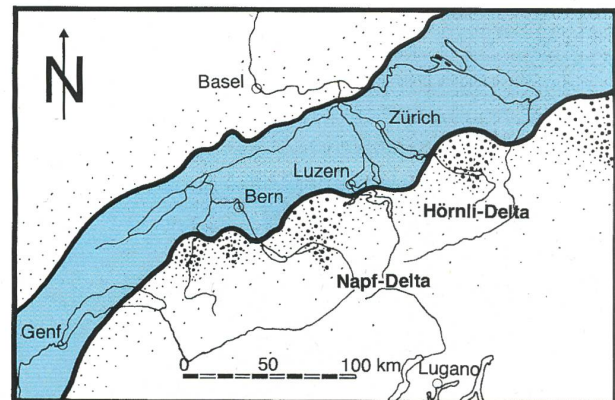 N
Basel
Zürich
Luzern
Bern
Hörnli-Delta
Napf-Delta
Genf
0 50 100 km
Lugano